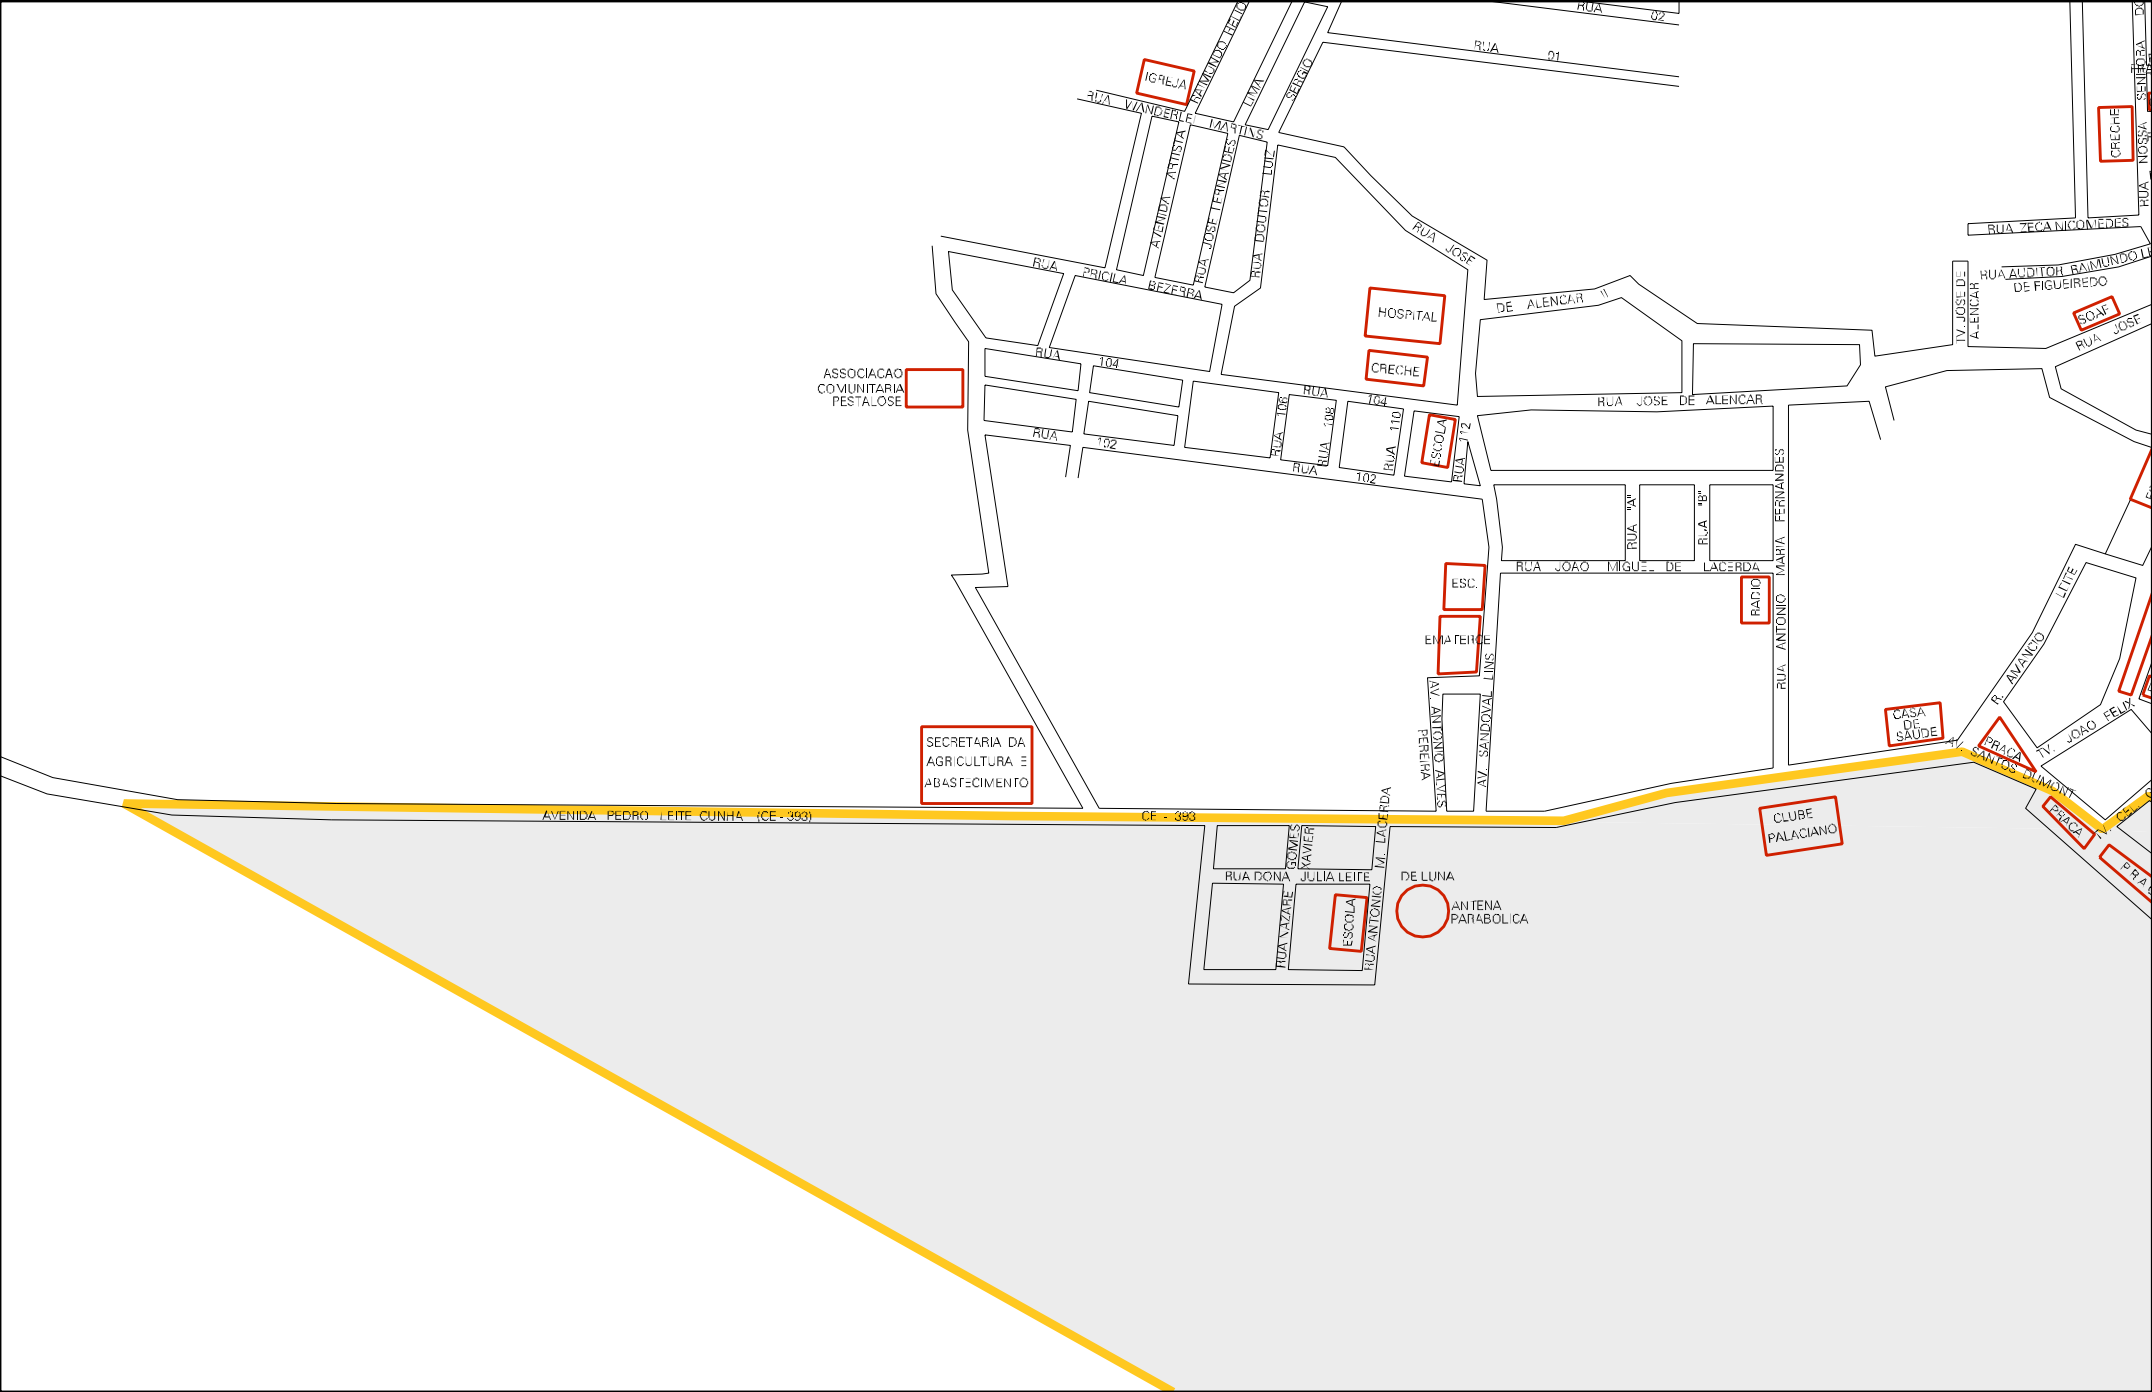 RUA 02
RUA 01
RAIMUNDO RELIO
LIMA
SERGIO
IGREJA
RUA VANDERLEI MARTINS
AVENIDA ARTISTA
RUA JOSE FERNANDES
RUA DOUTOR LUIZ
RUA PRICILA BEZERRA
RUA JOSE
DE ALENCAR
HOSPITAL
CRECHE
CRECHE
RUA NOSSA SENHORA DO
RUA ZECA NICOMEDES
RUA AUDITOR RAIMUNDO
DE FIGUEIREDO
TV. JOSE DE
ALENCAR
SOAF
RUA JOSE
ASSOCIACAO
COMUNITARIA
PESTALOSE
RUA 104
RUA 104
RUA 102
RUA 102
RUA 106
RUA 108
RUA 110
RUA 112
ESCOLA
RUA JOSE DE ALENCAR
RUA "A"
RUA "B"
RUA ANTONIO MARIA FERNANDES
RUA JOAO MIGUEL DE LACERDA
RADIO
ESC.
EMATERCE
AV. ANTONIO ALVES
PEREIRA
AV. SANDOVAL LINS
R. AMANCIO LEITE
CASA
DE
SAUDE
PRACA
TV. JOAO FELIX
AV. SANTOS DUMONT
PRACA
TV. CEL.
CLUBE
PALACIANO
SECRETARIA DA
AGRICULTURA E
ABASTECIMENTO
AVENIDA PEDRO LEITE CUNHA (CE - 393)
CE - 393
GOMES
XAVIER
RUA ANTONIO M. LACERDA
RUA DONA JULIA LEITE
DE LUNA
RUA NAZARE
ESCOLA
ANTENA
PARABOLICA